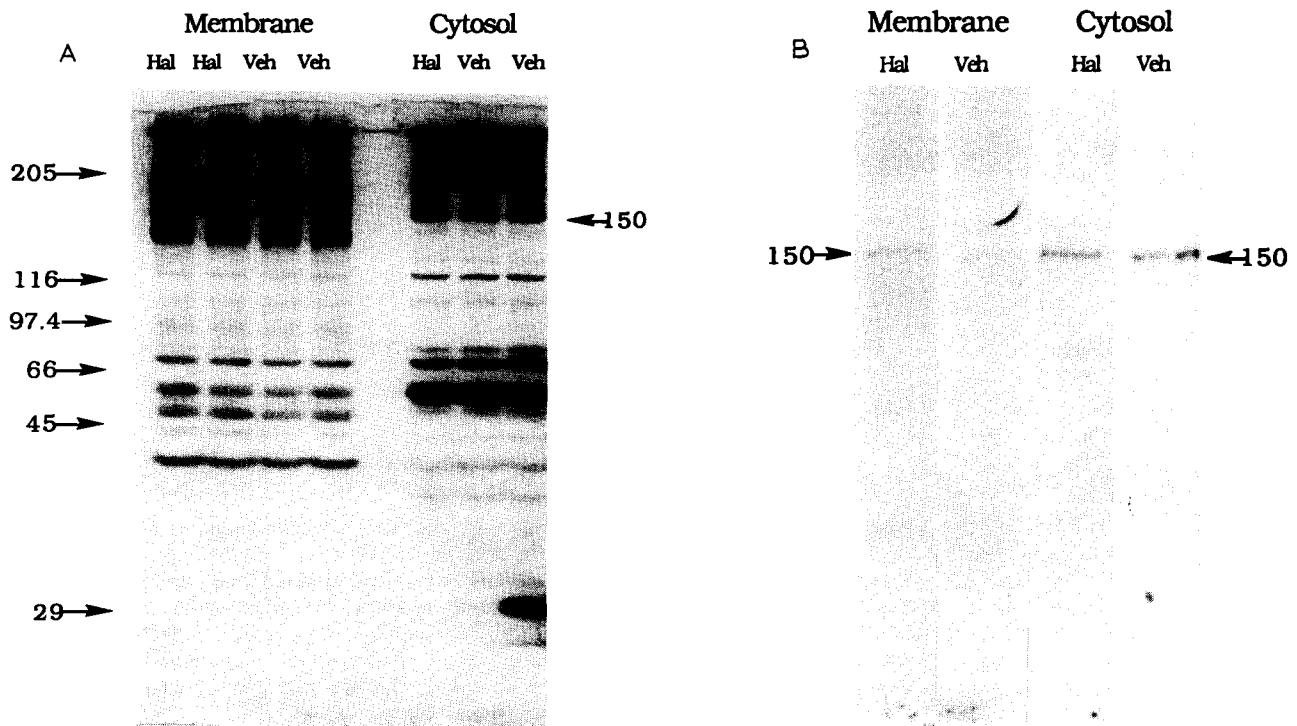 A
Membrane Cytosol
Hal Hal Veh Veh Hal Veh Veh
205
150
116
97.4
66
45
29
B
Membrane Cytosol
Hal Veh Hal Veh
150 150